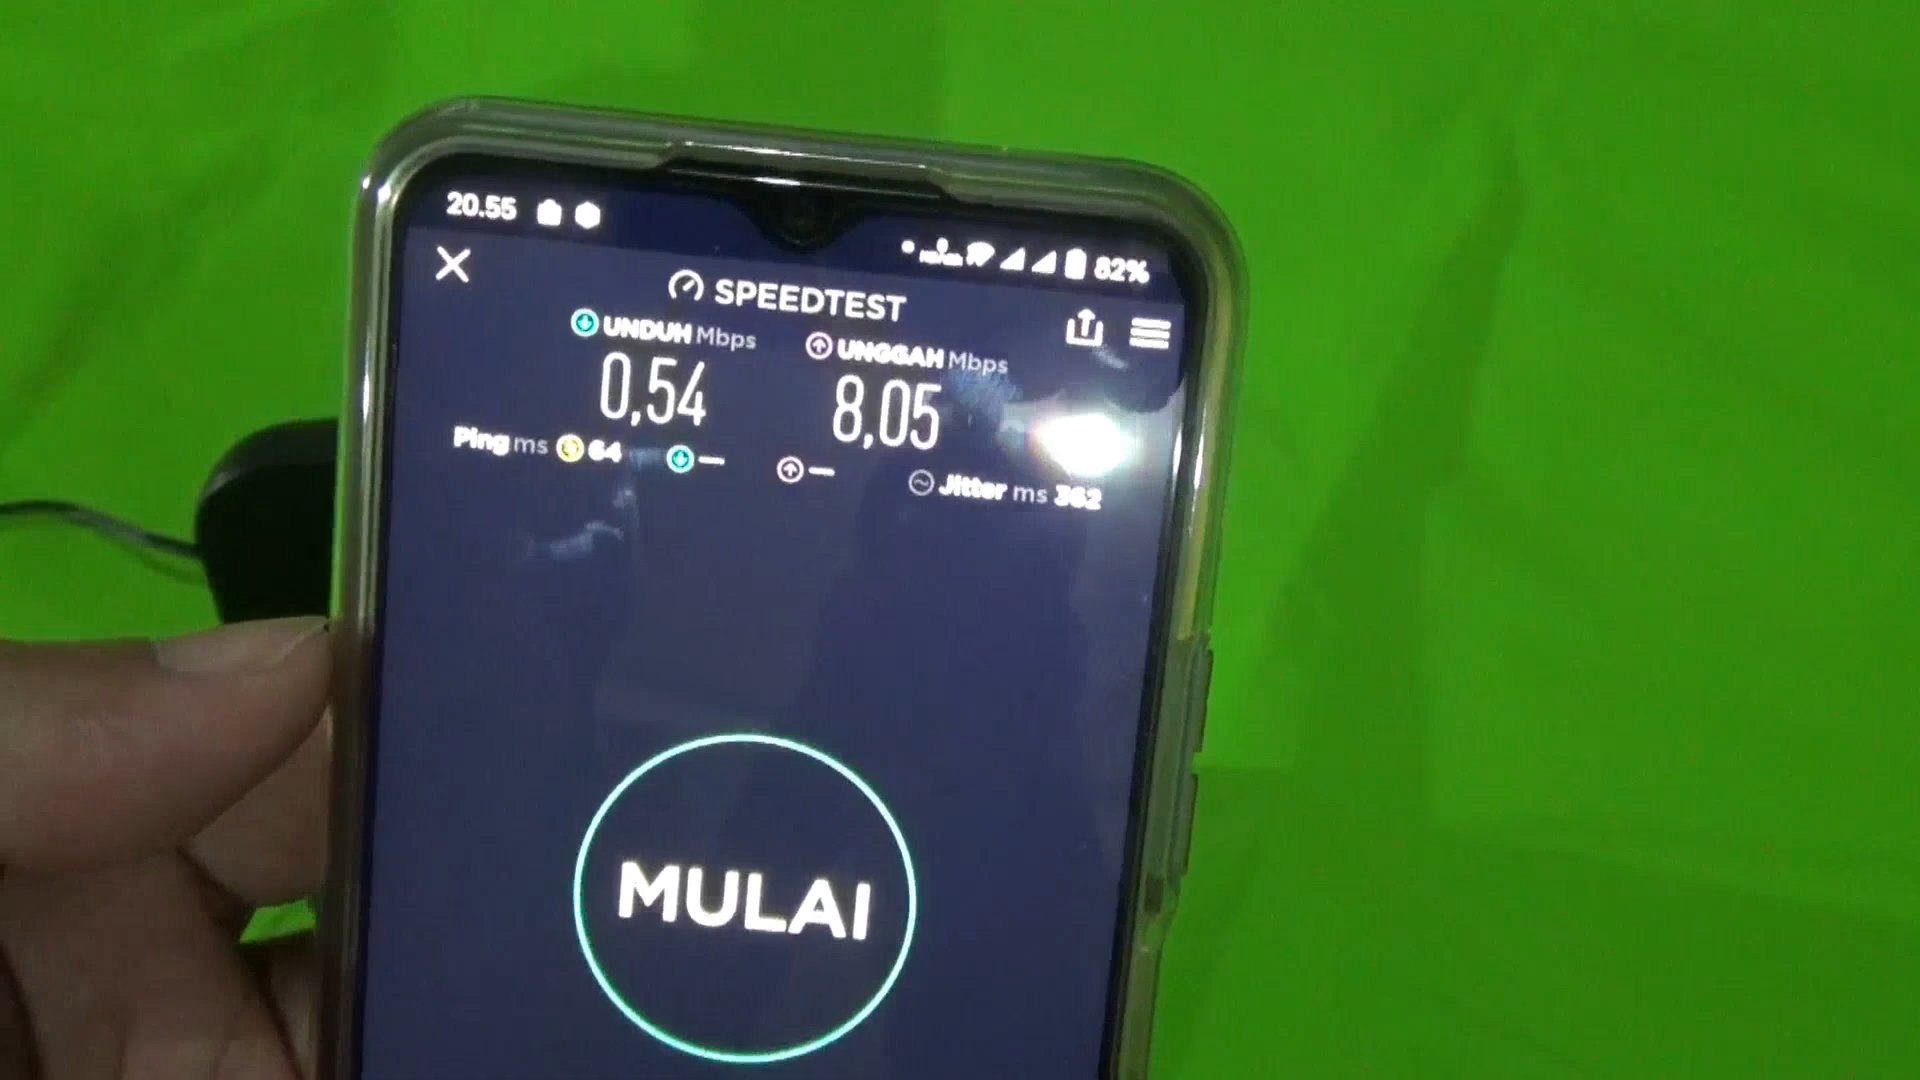 20.55 82%
SPEEDTEST
UNDUH Mbps UNGGAH Mbps
0,54 8,05
Ping ms 64 — — Jitter ms 362
MULAI